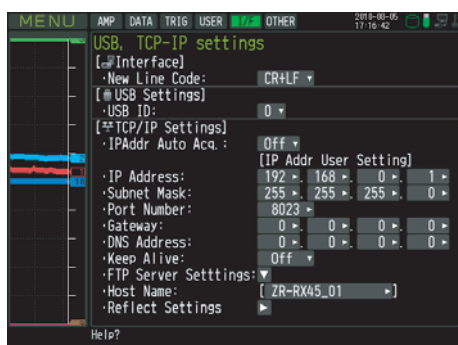 MENU AMP DATA TRIG USER I/F OTHER 2018-08-05
17:16:42
USB, TCP-IP settings
[Interface]
・New Line Code: CR+LF
[USB Settings]
・USB ID: 0
[TCP/IP Settings]
・IPAddr Auto Acq.: Off
[IP Addr User Setting]
・IP Address: 192 . 168 . 0 . 1
・Subnet Mask: 255 . 255 . 255 . 0
・Port Number: 8023
・Gateway: 0 . 0 . 0 . 0
・DNS Address: 0 . 0 . 0 . 0
・Keep Alive: Off
・FTP Server Setttings:
・Host Name: [ ZR-RX45_01 ]
・Reflect Settings
Help?